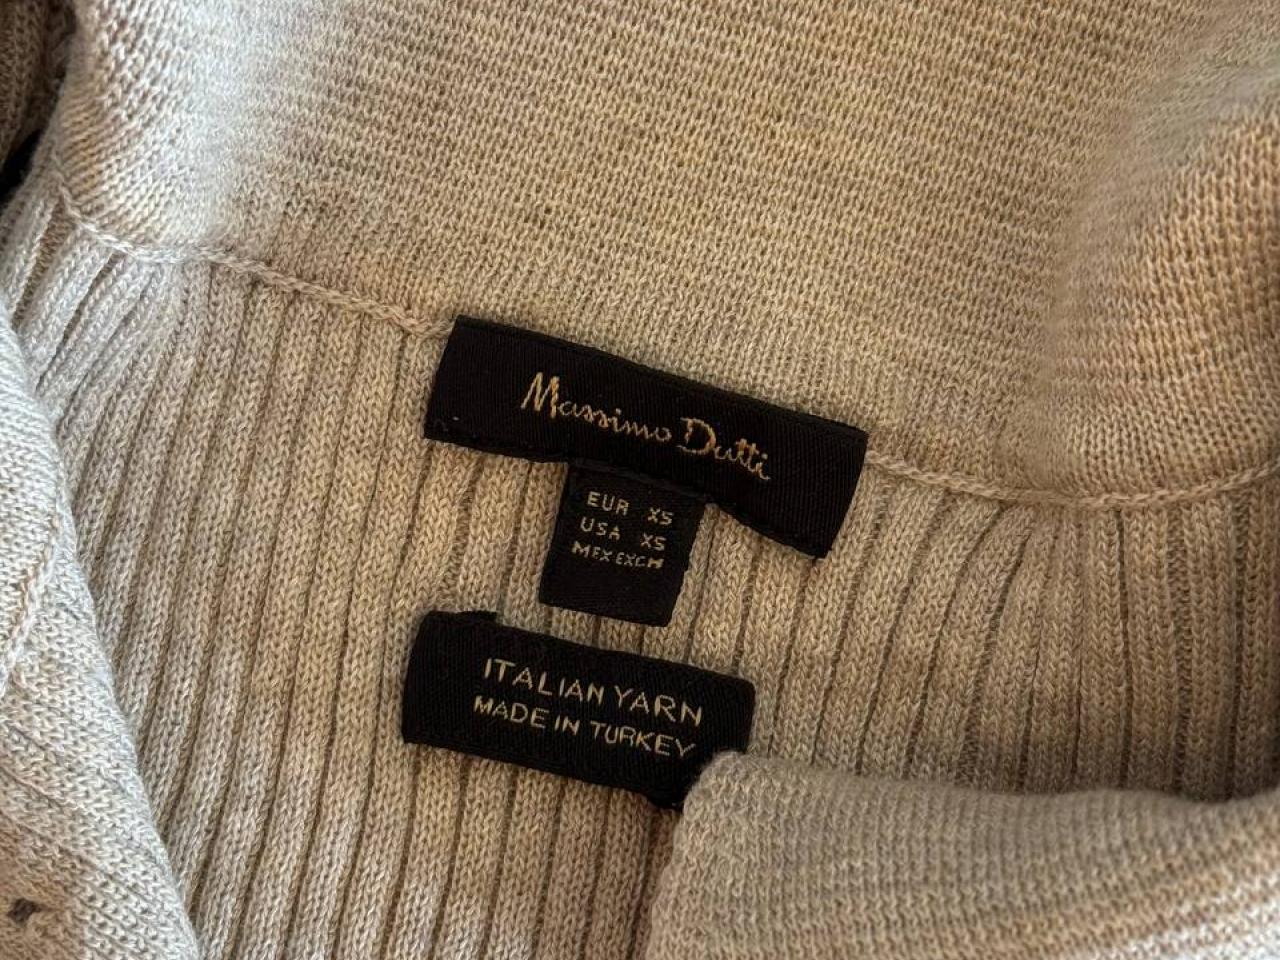 Massimo Dutti
EUR XS
USA XS
MEX EXCH
ITALIAN YARN
MADE IN TURKEY